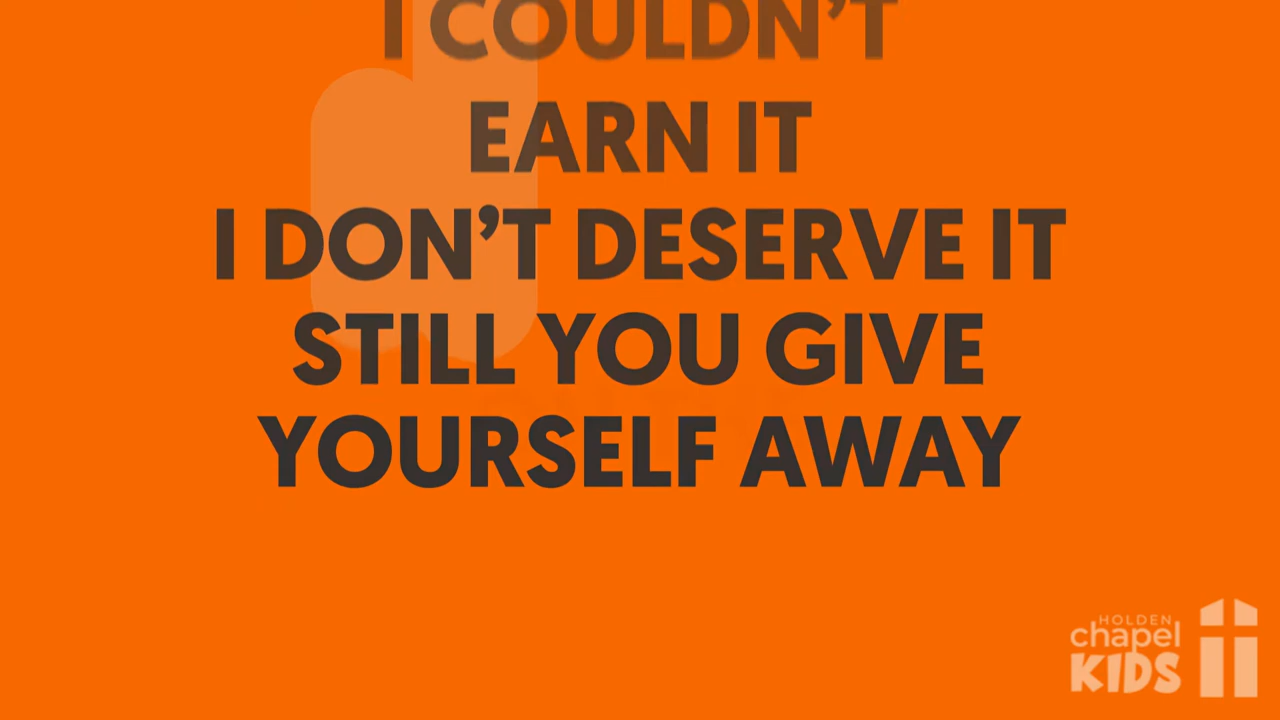 I COULDN'T
EARN IT
I DON'T DESERVE IT
STILL YOU GIVE
YOURSELF AWAY
HOLDEN
chapel
KIDS